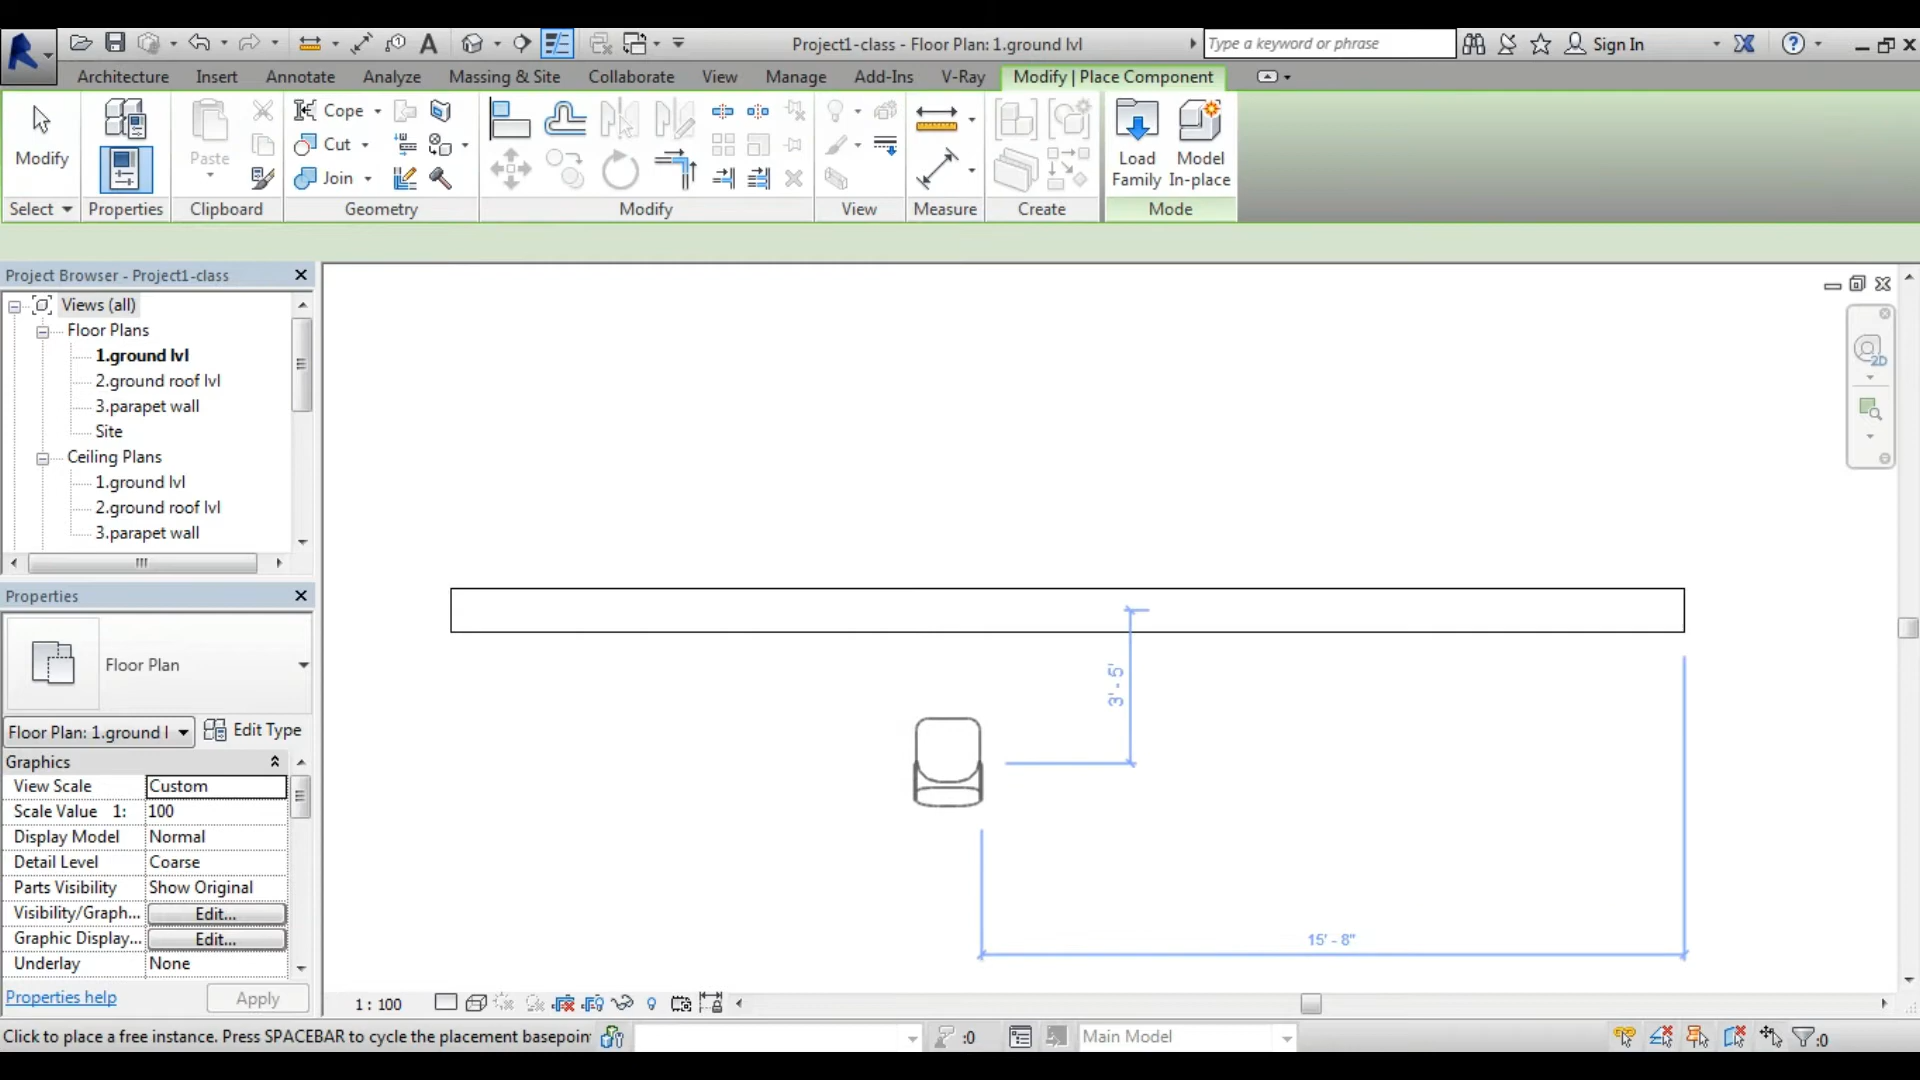 Project1-class - Floor Plan: 1.ground lvl
Type a keyword or phrase
Sign In
Architecture
Insert
Annotate
Analyze
Massing & Site
Collaborate
View
Manage
Add-Ins
V-Ray
Modify | Place Component
Modify
Paste
Cope
Cut
Join
Load Family
Model In-place
Select
Properties
Clipboard
Geometry
Modify
View
Measure
Create
Mode
Project Browser - Project1-class
Views (all)
Floor Plans
1.ground lvl
2.ground roof lvl
3.parapet wall
Site
Ceiling Plans
1.ground lvl
2.ground roof lvl
3.parapet wall
Properties
Floor Plan
Floor Plan: 1.ground l
Edit Type
Graphics
View Scale Custom
Scale Value 1: 100
Display Model Normal
Detail Level Coarse
Parts Visibility Show Original
Visibility/Graph... Edit...
Graphic Display... Edit...
Underlay None
Properties help
Apply
2D
3' - 5'
15' - 8"
1 : 100
Click to place a free instance. Press SPACEBAR to cycle the placement basepoin
:0
Main Model
:0